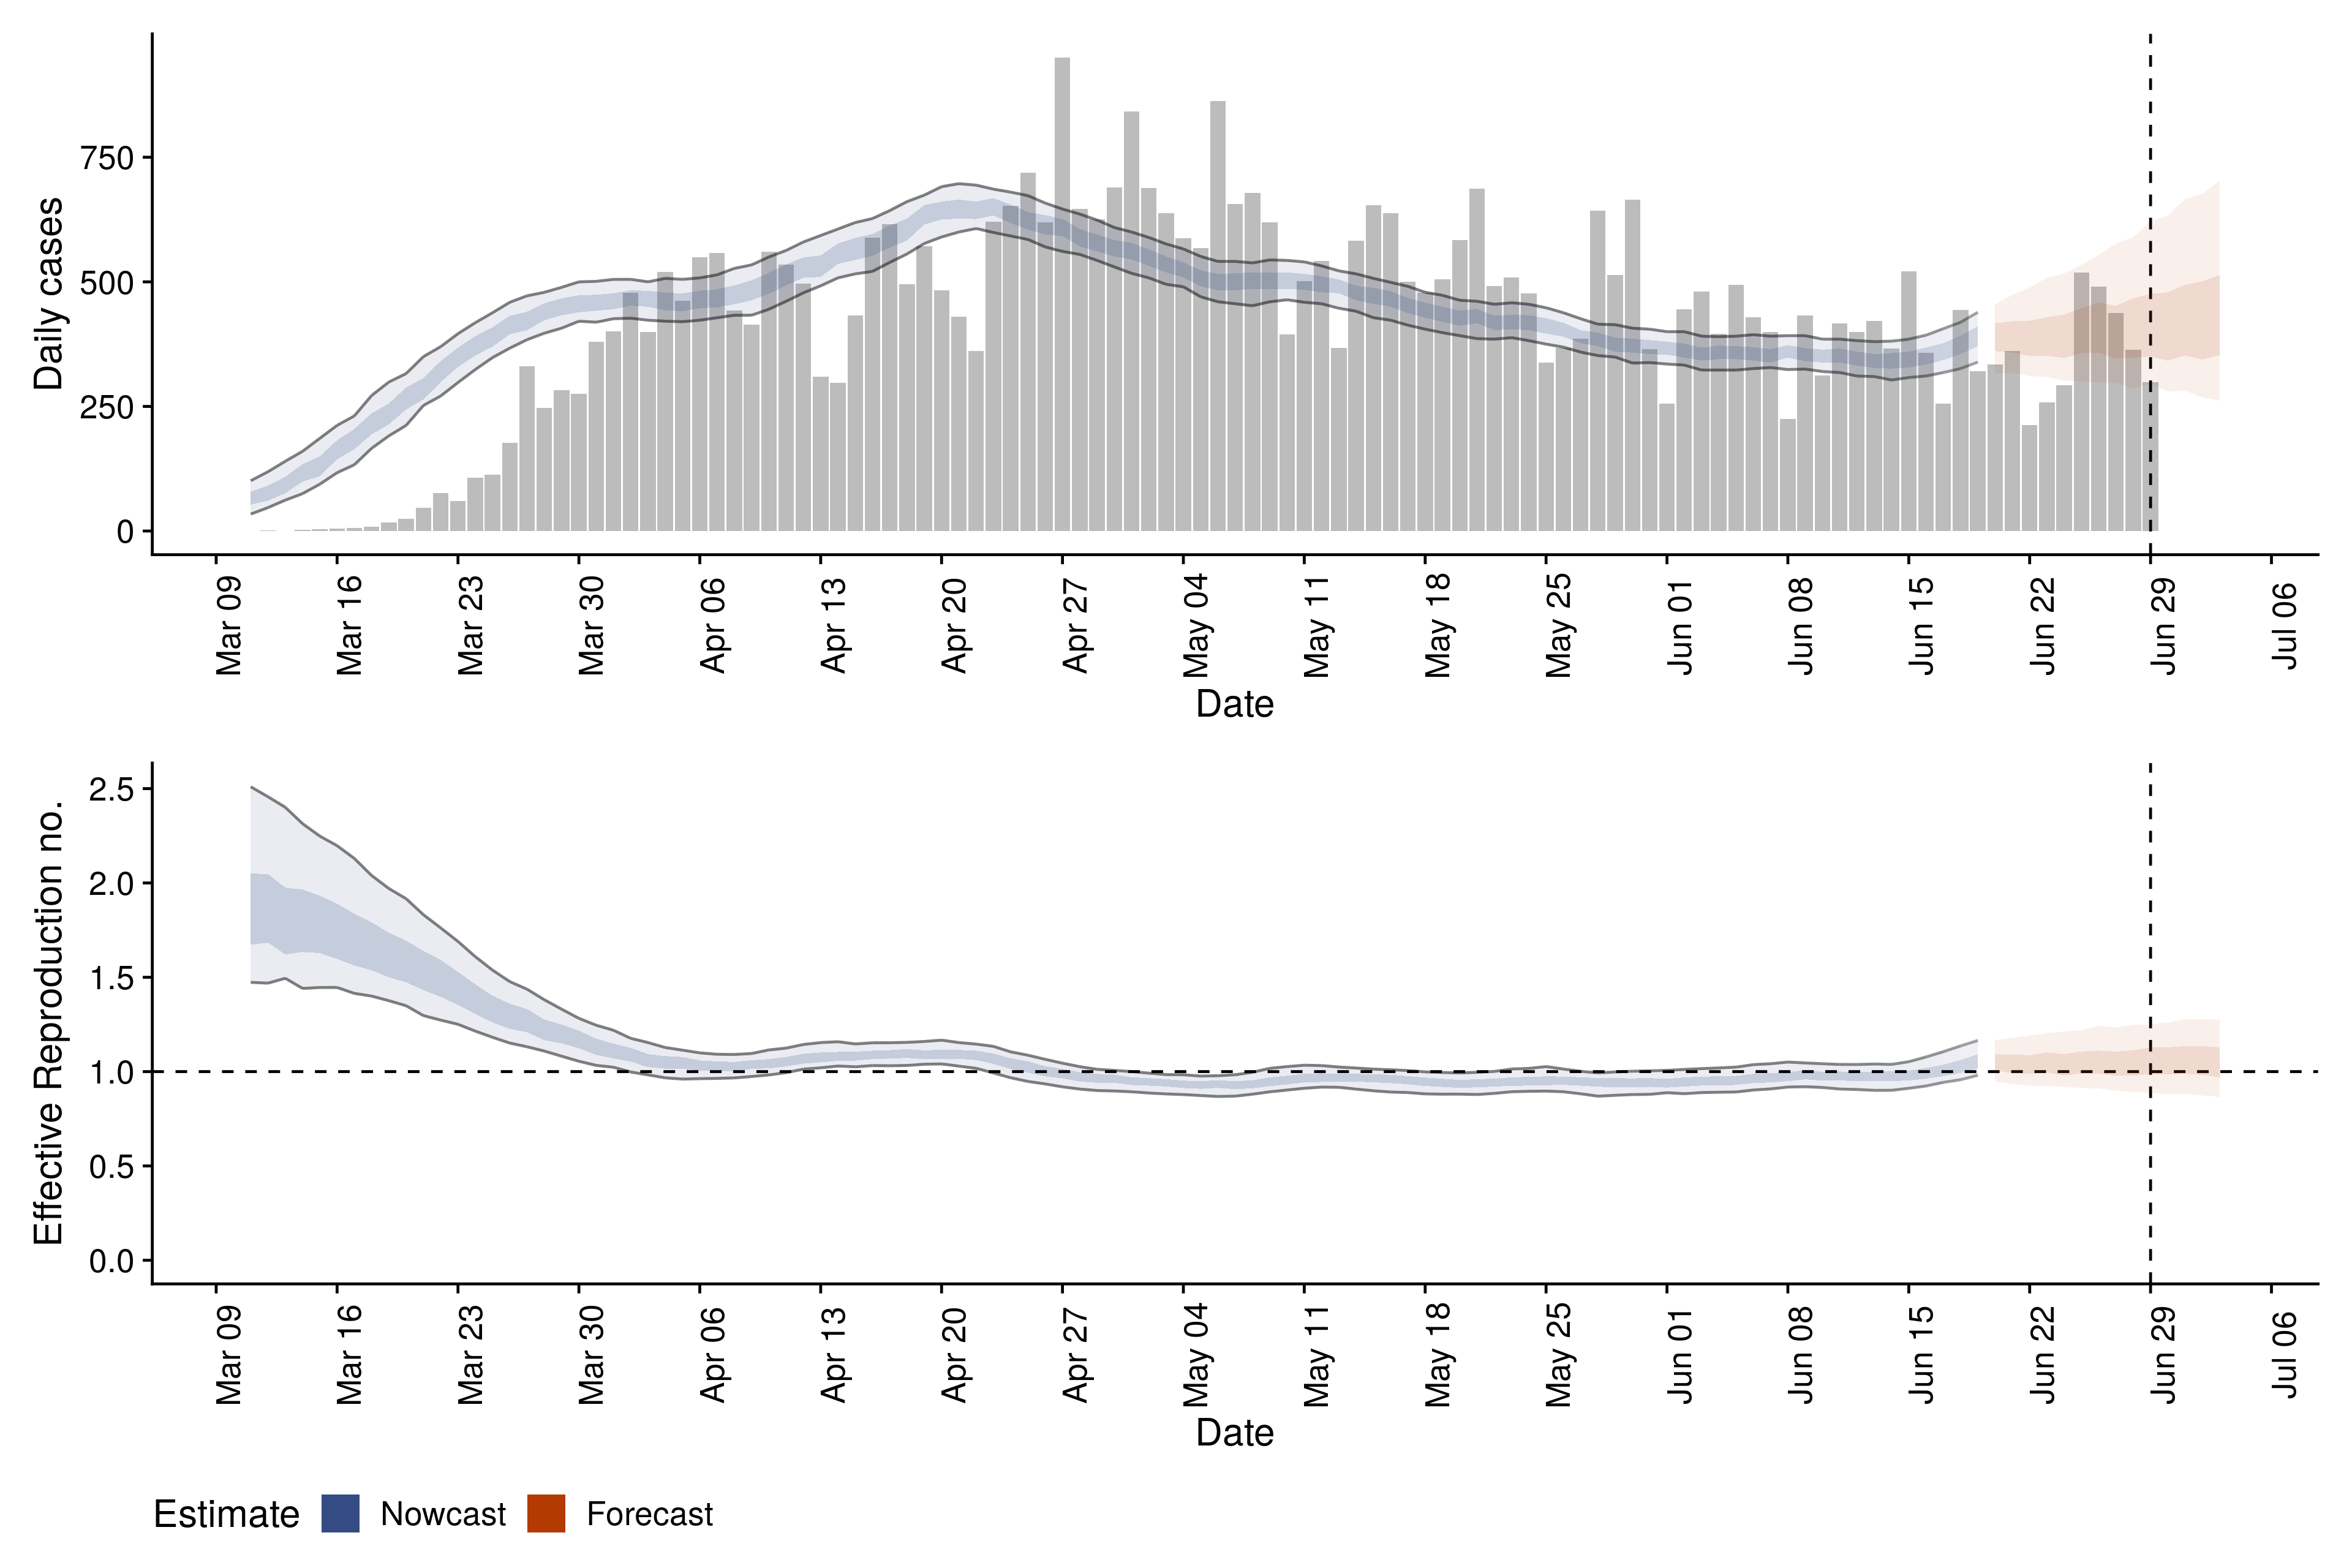 Daily cases
750
500
250
0
Mar 09 Mar 16 Mar 23 Mar 30 Apr 06 Apr 13 Apr 20 Apr 27 May 04 May 11 May 18 May 25 Jun 01 Jun 08 Jun 15 Jun 22 Jun 29 Jul 06
Date
Effective Reproduction no.
2.5
2.0
1.5
1.0
0.5
0.0
Mar 09 Mar 16 Mar 23 Mar 30 Apr 06 Apr 13 Apr 20 Apr 27 May 04 May 11 May 18 May 25 Jun 01 Jun 08 Jun 15 Jun 22 Jun 29 Jul 06
Date
Estimate Nowcast Forecast